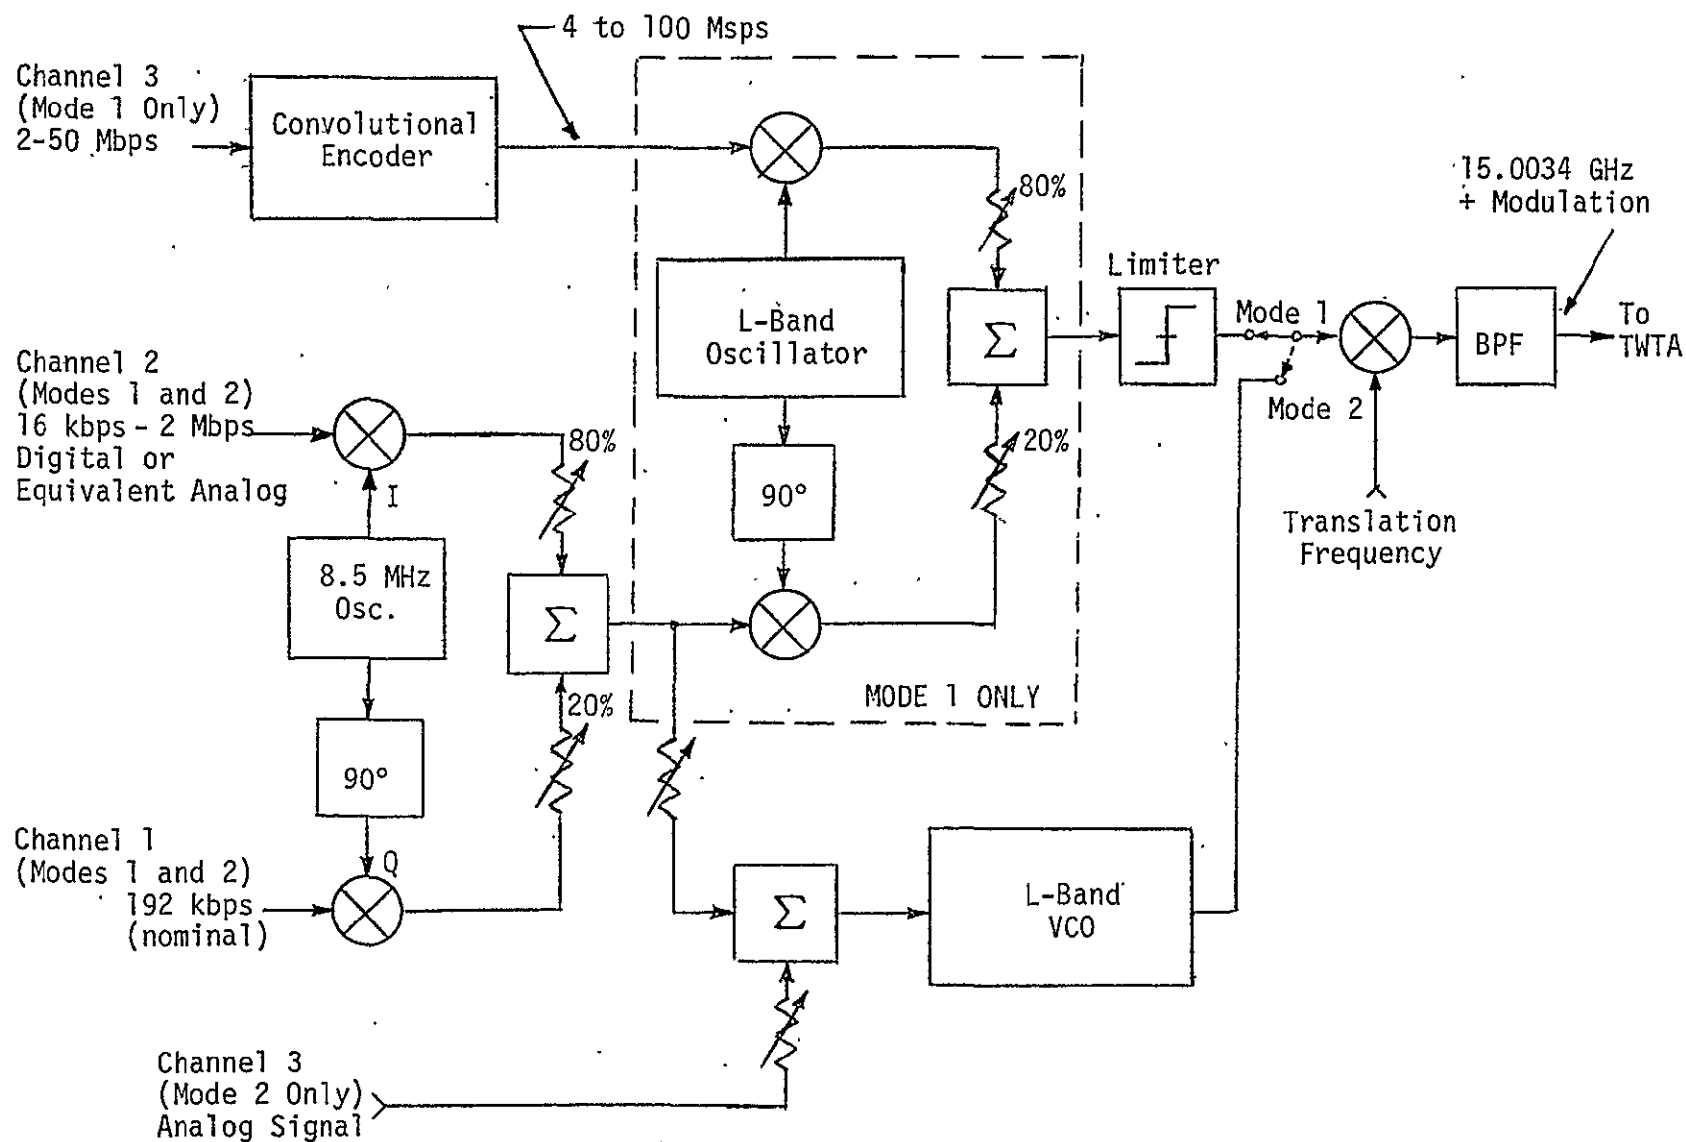 4 to 100 Msps
Channel 3
(Mode 1 Only)
2-50 Mbps
Convolutional
Encoder
80%
15.0034 GHz
+ Modulation
L-Band
Oscillator
Limiter
Σ
Mode 1
BPF
To
TWTA
Mode 2
Channel 2
(Modes 1 and 2)
16 kbps - 2 Mbps
Digital or
Equivalent Analog
I
80%
90°
20%
Translation
Frequency
8.5 MHz
Osc.
Σ
20%
MODE 1 ONLY
90°
Channel 1
(Modes 1 and 2)
192 kbps
(nominal)
Q
Σ
L-Band
VCO
Channel 3
(Mode 2 Only)
Analog Signal